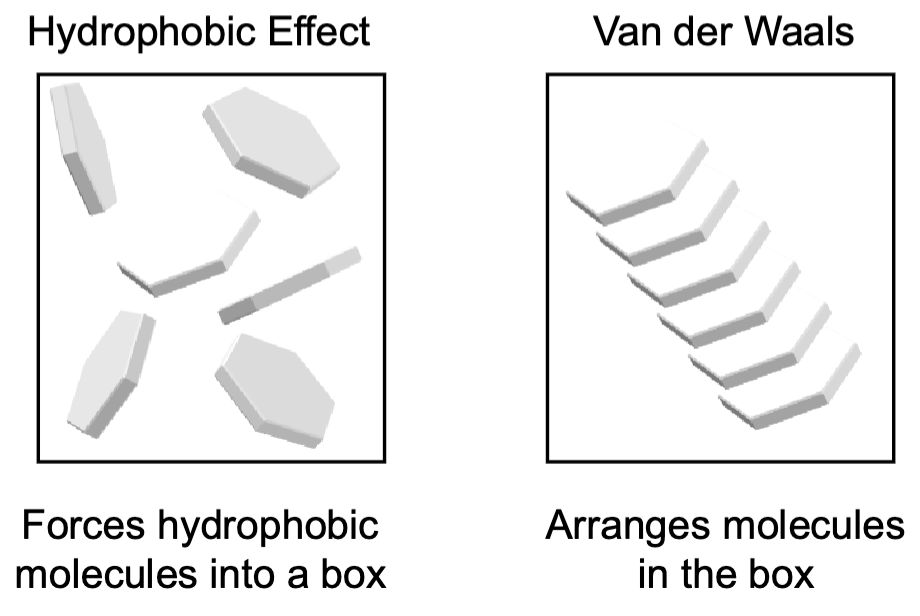 Hydrophobic Effect
Van der Waals
Forces hydrophobic
molecules into a box
Arranges molecules
in the box